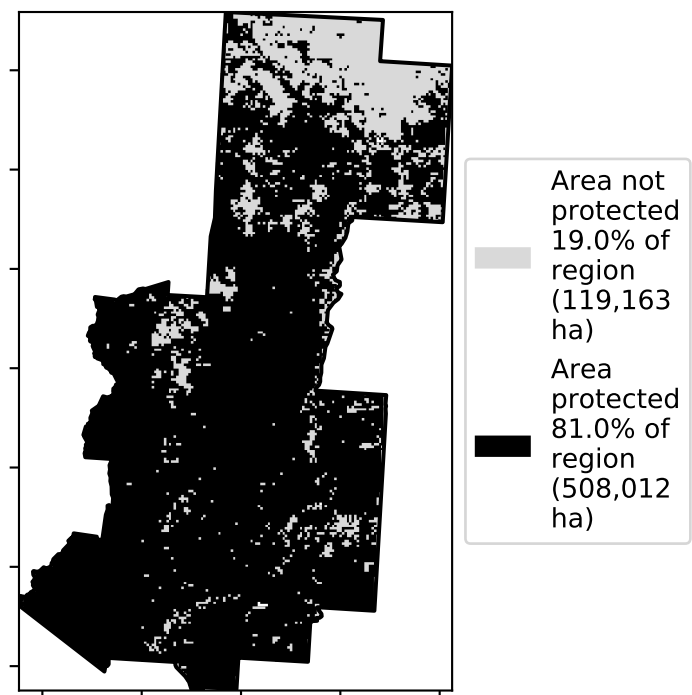 Area not
protected
19.0% of
region
(119,163
ha)
Area
protected
81.0% of
region
(508,012
ha)